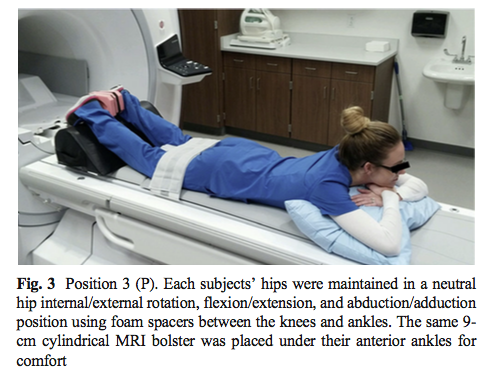 Fig. 3 Position 3 (P). Each subjects' hips were maintained in a neutral
hip internal/external rotation, flexion/extension, and abduction/adduction
position using foam spacers between the knees and ankles. The same 9-
cm cylindrical MRI bolster was placed under their anterior ankles for
comfort